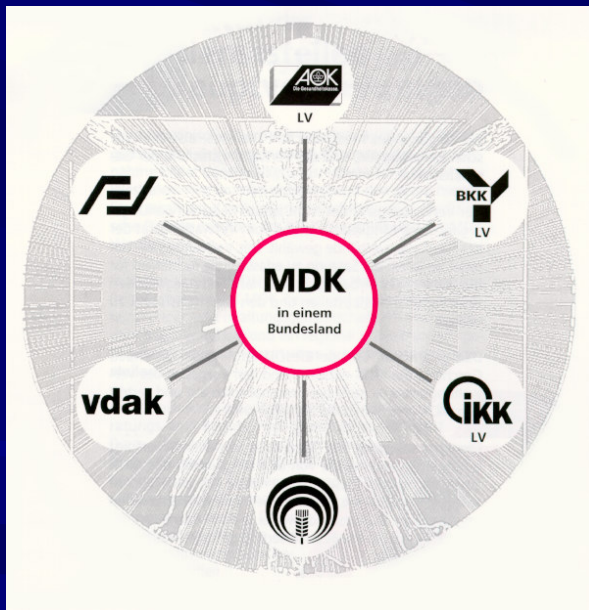 AOK
Die Gesundheitskasse
LV
BKK
LV
MDK
in einem
Bundesland
vdak
iKK
LV